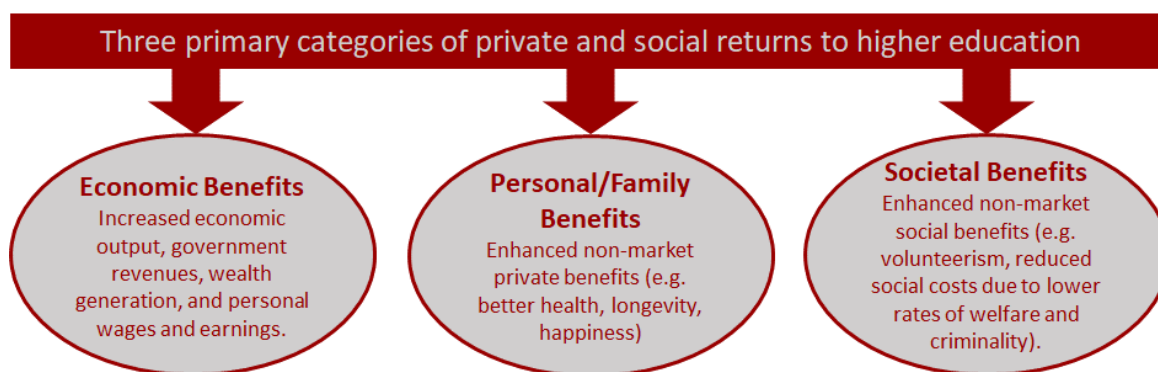 Three primary categories of private and social returns to higher education
Economic Benefits
Increased economic
output, government
revenues, wealth
generation, and personal
wages and earnings.
Personal/Family
Benefits
Enhanced non-market
private benefits (e.g.
better health, longevity,
happiness)
Societal Benefits
Enhanced non-market
social benefits (e.g.
volunteerism, reduced
social costs due to lower
rates of welfare and
criminality).